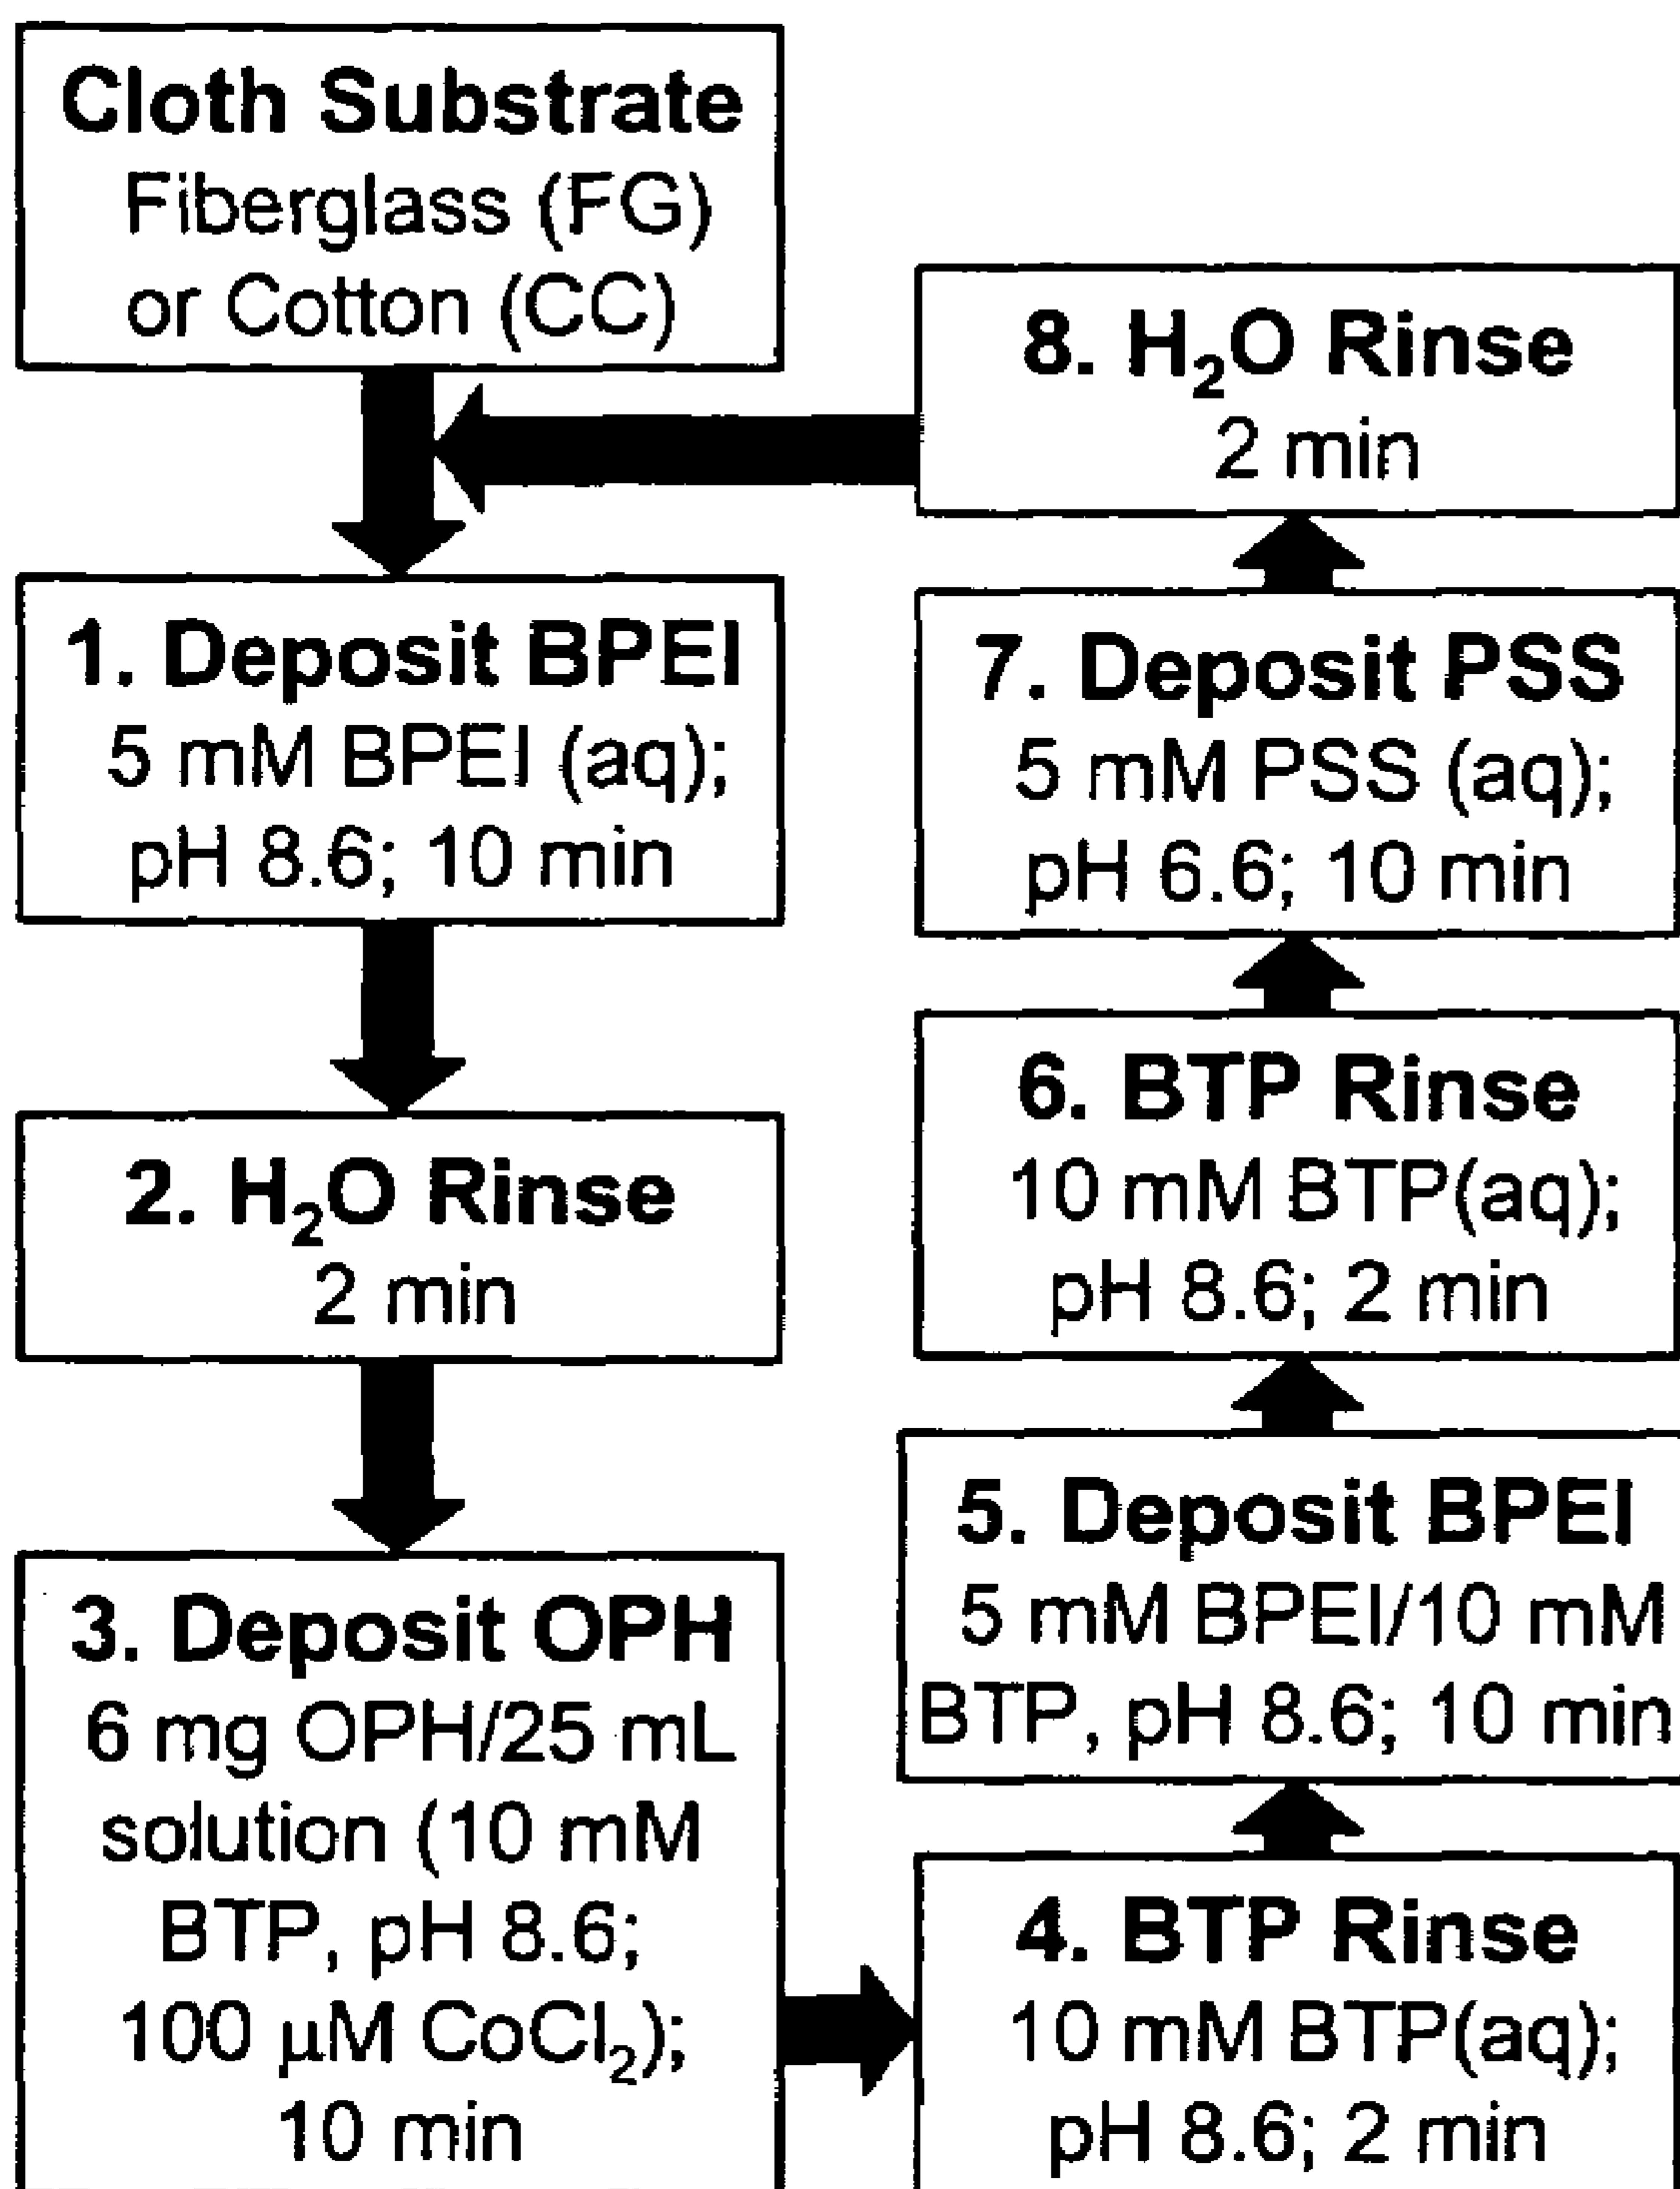 Cloth Substrate
Fiberglass (FG)
or Cotton (CC)
1. Deposit BPEI
5 mM BPEI (aq);
pH 8.6; 10 min
2. H₂O Rinse
2 min
3. Deposit OPH
6 mg OPH/25 mL
solution (10 mM
BTP, pH 8.6;
100 µM CoCl₂);
10 min
4. BTP Rinse
10 mM BTP(aq);
pH 8.6; 2 min
5. Deposit BPEI
5 mM BPEI/10 mM
BTP, pH 8.6; 10 min
6. BTP Rinse
10 mM BTP(aq);
pH 8.6; 2 min
7. Deposit PSS
5 mM PSS (aq);
pH 6.6; 10 min
8. H₂O Rinse
2 min